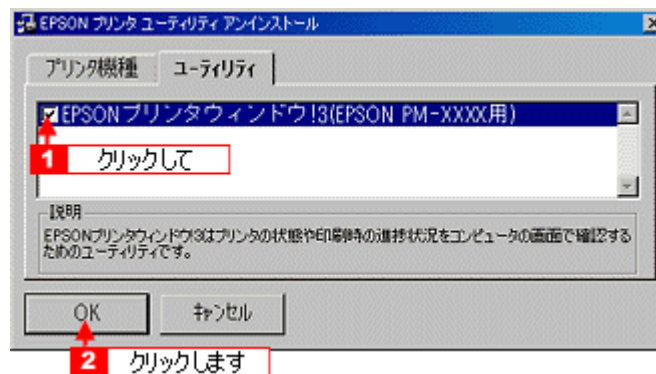 EPSON プリンタ ユーティリティ アンインストール
プリンタ機種 ユーティリティ
EPSONプリンタウィンドウ!3(EPSON PM-XXXX用)
1 クリックして
説明
EPSONプリンタウィンドウ!3はプリンタの状態や印刷時の進捗状況をコンピュータの画面で確認する
ためのユーティリティです。
OK キャンセル
2 クリックします